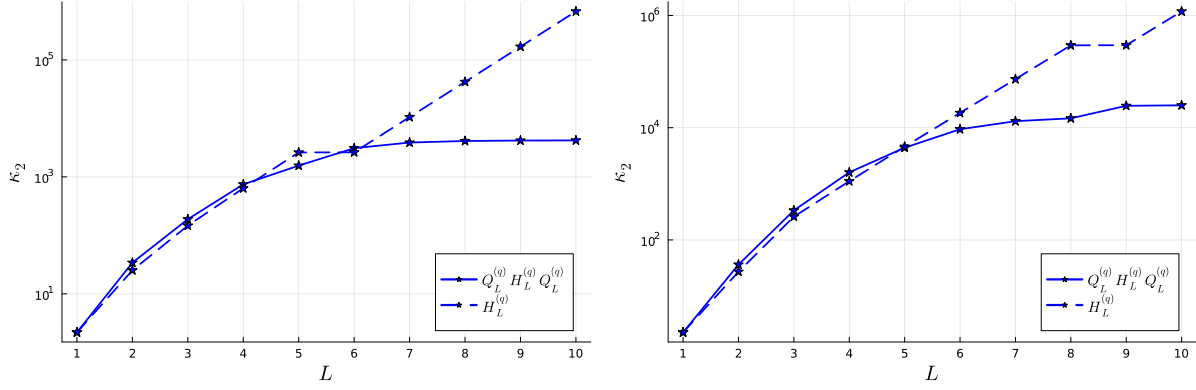 10^5
10^3
10^1
κ_2
1 2 3 4 5 6 7 8 9 10
L
Q_L^{(q)} H_L^{(q)} Q_L^{(q)}
H_L^{(q)}
10^6
10^4
10^2
κ_2
1 2 3 4 5 6 7 8 9 10
L
Q_L^{(q)} H_L^{(q)} Q_L^{(q)}
H_L^{(q)}